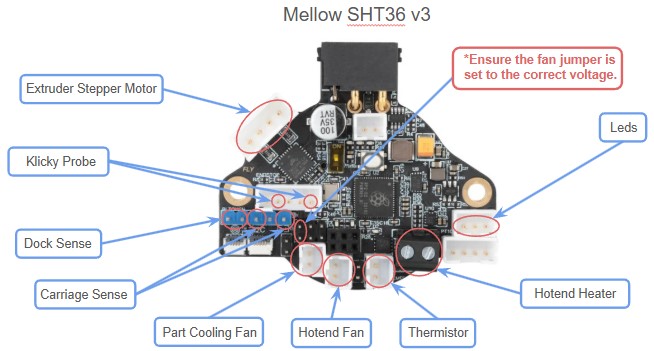 Mellow SHT36 v3
*Ensure the fan jumper is
set to the correct voltage.
Extruder Stepper Motor
Leds
100
35V
RVT
FLY
Klicky Probe
Dock Sense
Carriage Sense
Hotend Heater
Part Cooling Fan
Hotend Fan
Thermistor